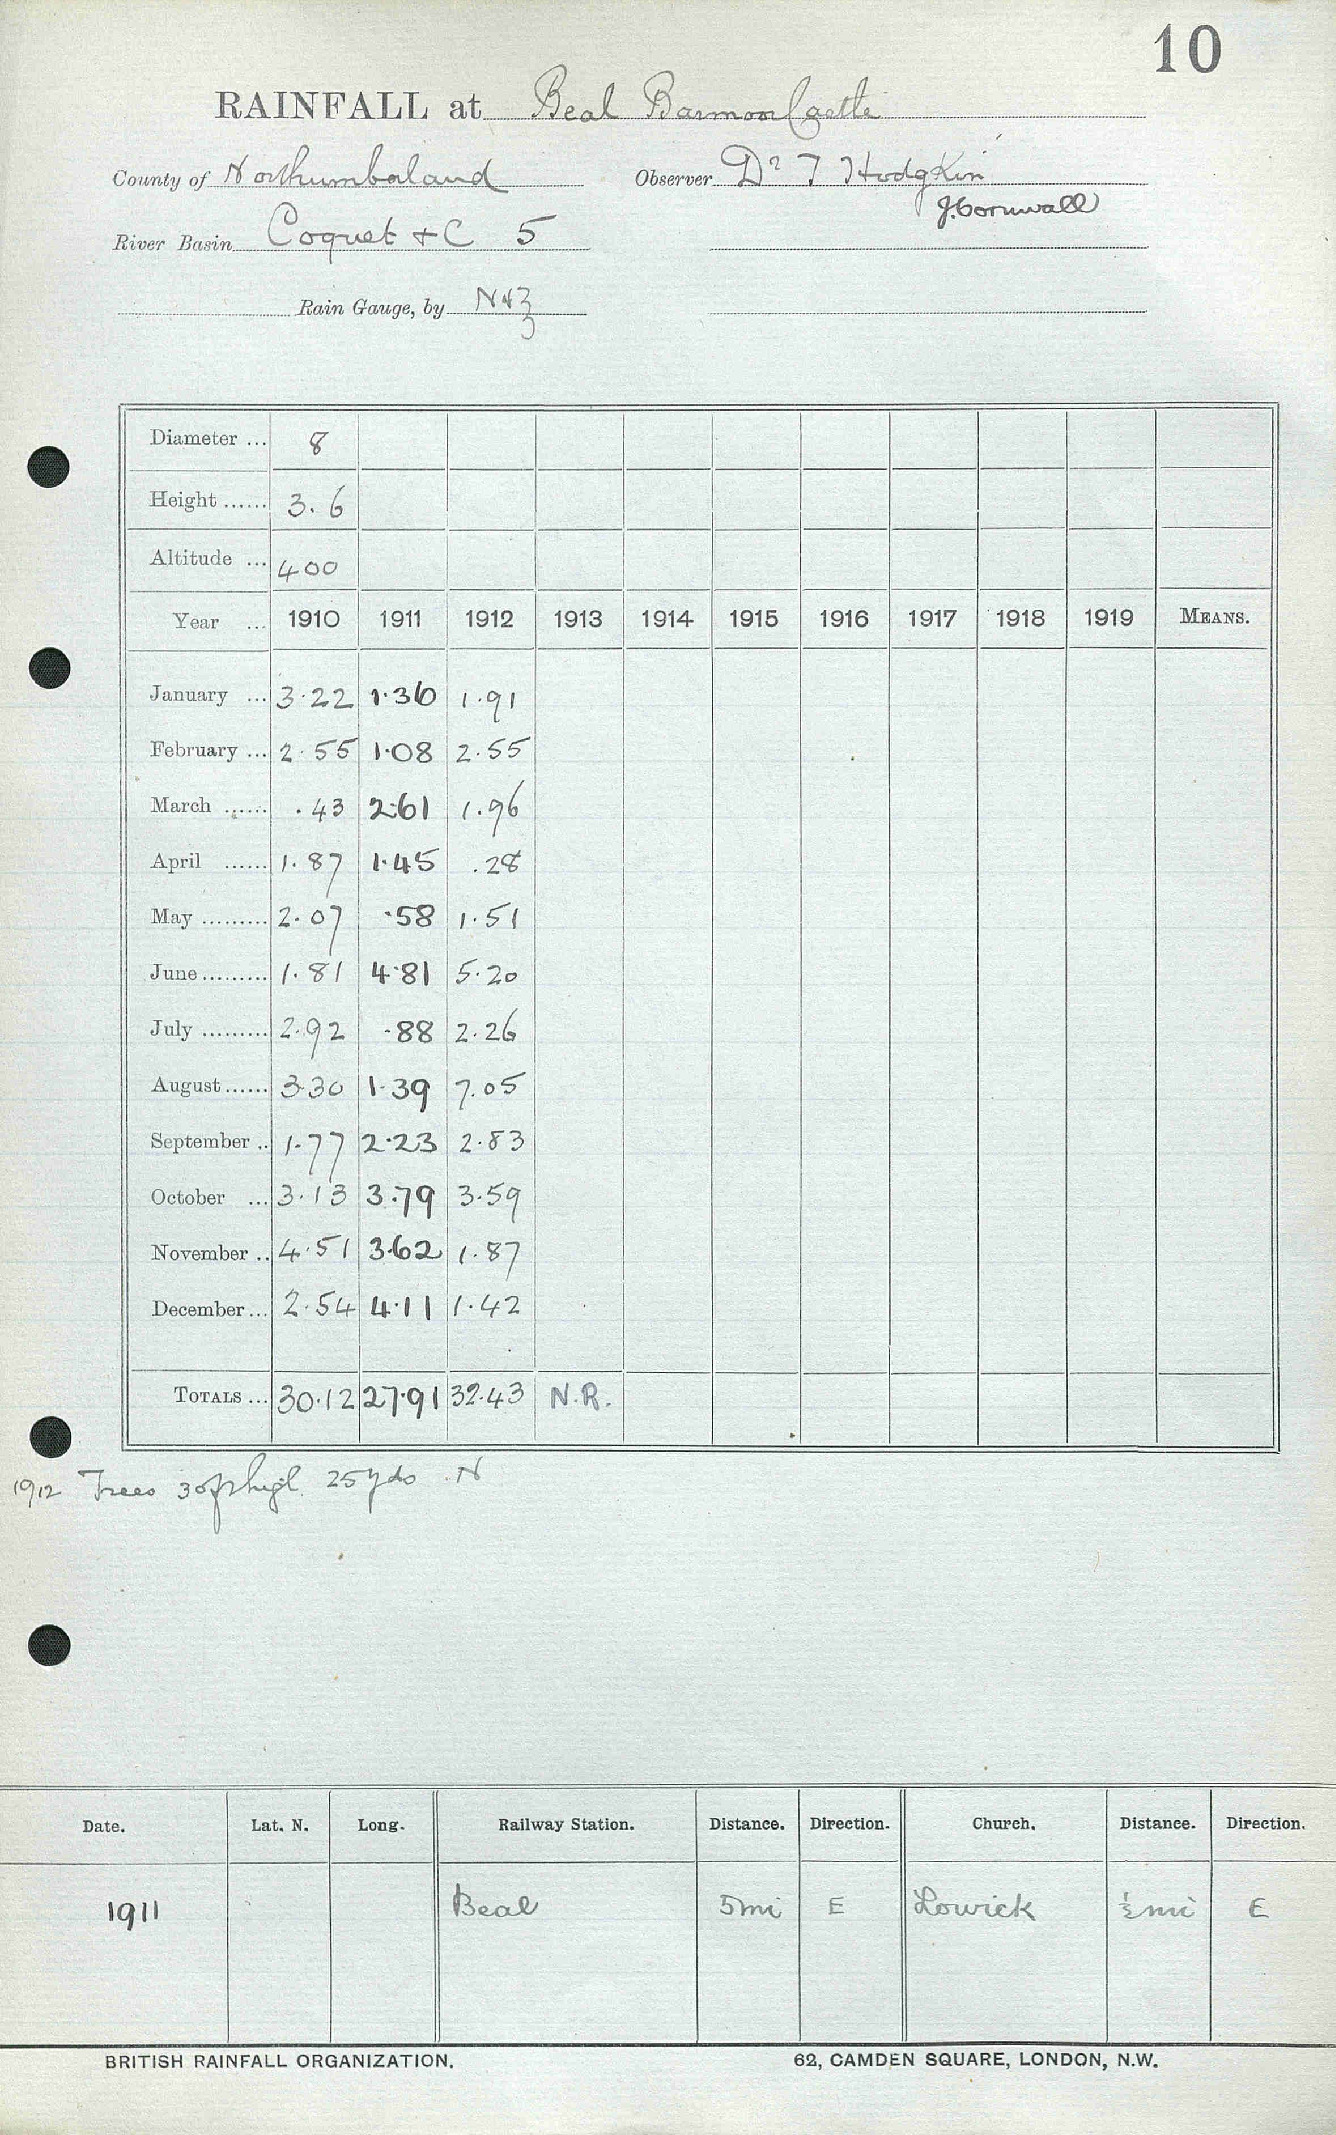 10
RAINFALL at Beal Barmoor Castle
County of Northumberland Observer Dr T Hodgkin
J. Cornwall
River Basin Coquet & C 5
Rain Gauge, by N & Z
Diameter ... 8
Height ...... 3.6
Altitude ... 400
Year ... 1910 1911 1912 1913 1914 1915 1916 1917 1918 1919 MEANS.
January ... 3.22 1.36 1.91
February ... 2.55 1.08 2.55
March ...... .43 2.61 1.96
April ...... 1.87 1.45 .28
May ......... 2.07 .58 1.51
June ......... 1.81 4.81 5.20
July ......... 2.92 .88 2.26
August ...... 3.30 1.39 7.05
September .. 1.77 2.23 2.83
October ... 3.13 3.79 3.59
November .. 4.51 3.62 1.87
December ... 2.54 4.11 1.42
TOTALS ... 30.12 27.91 32.43 N.R.
1912 Trees 30ft high 25 yds N
Date. Lat. N. Long. Railway Station. Distance. Direction. Church. Distance. Direction.
1911 Beal 5 mi E Lowick ½ mi E
BRITISH RAINFALL ORGANIZATION. 62, CAMDEN SQUARE, LONDON, N.W.